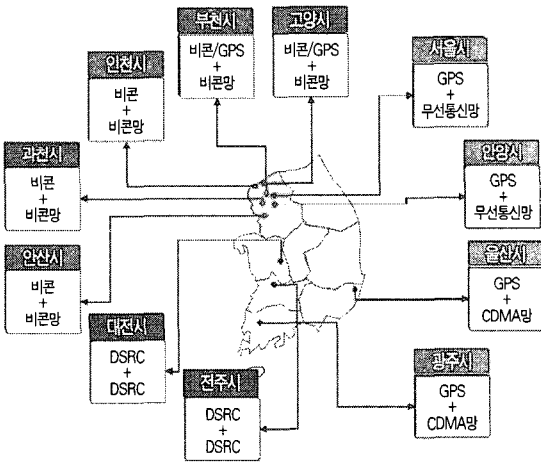 부천시
비콘/GPS
+
비콘망
고양시
비콘/GPS
+
비콘망
서울시
GPS
+
무선통신망
인천시
비콘
+
비콘망
과천시
비콘
+
비콘망
안양시
GPS
+
무선통신망
안산시
비콘
+
비콘망
울산시
GPS
+
CDMA망
대전시
DSRC
+
DSRC
전주시
DSRC
+
DSRC
광주시
GPS
+
CDMA망